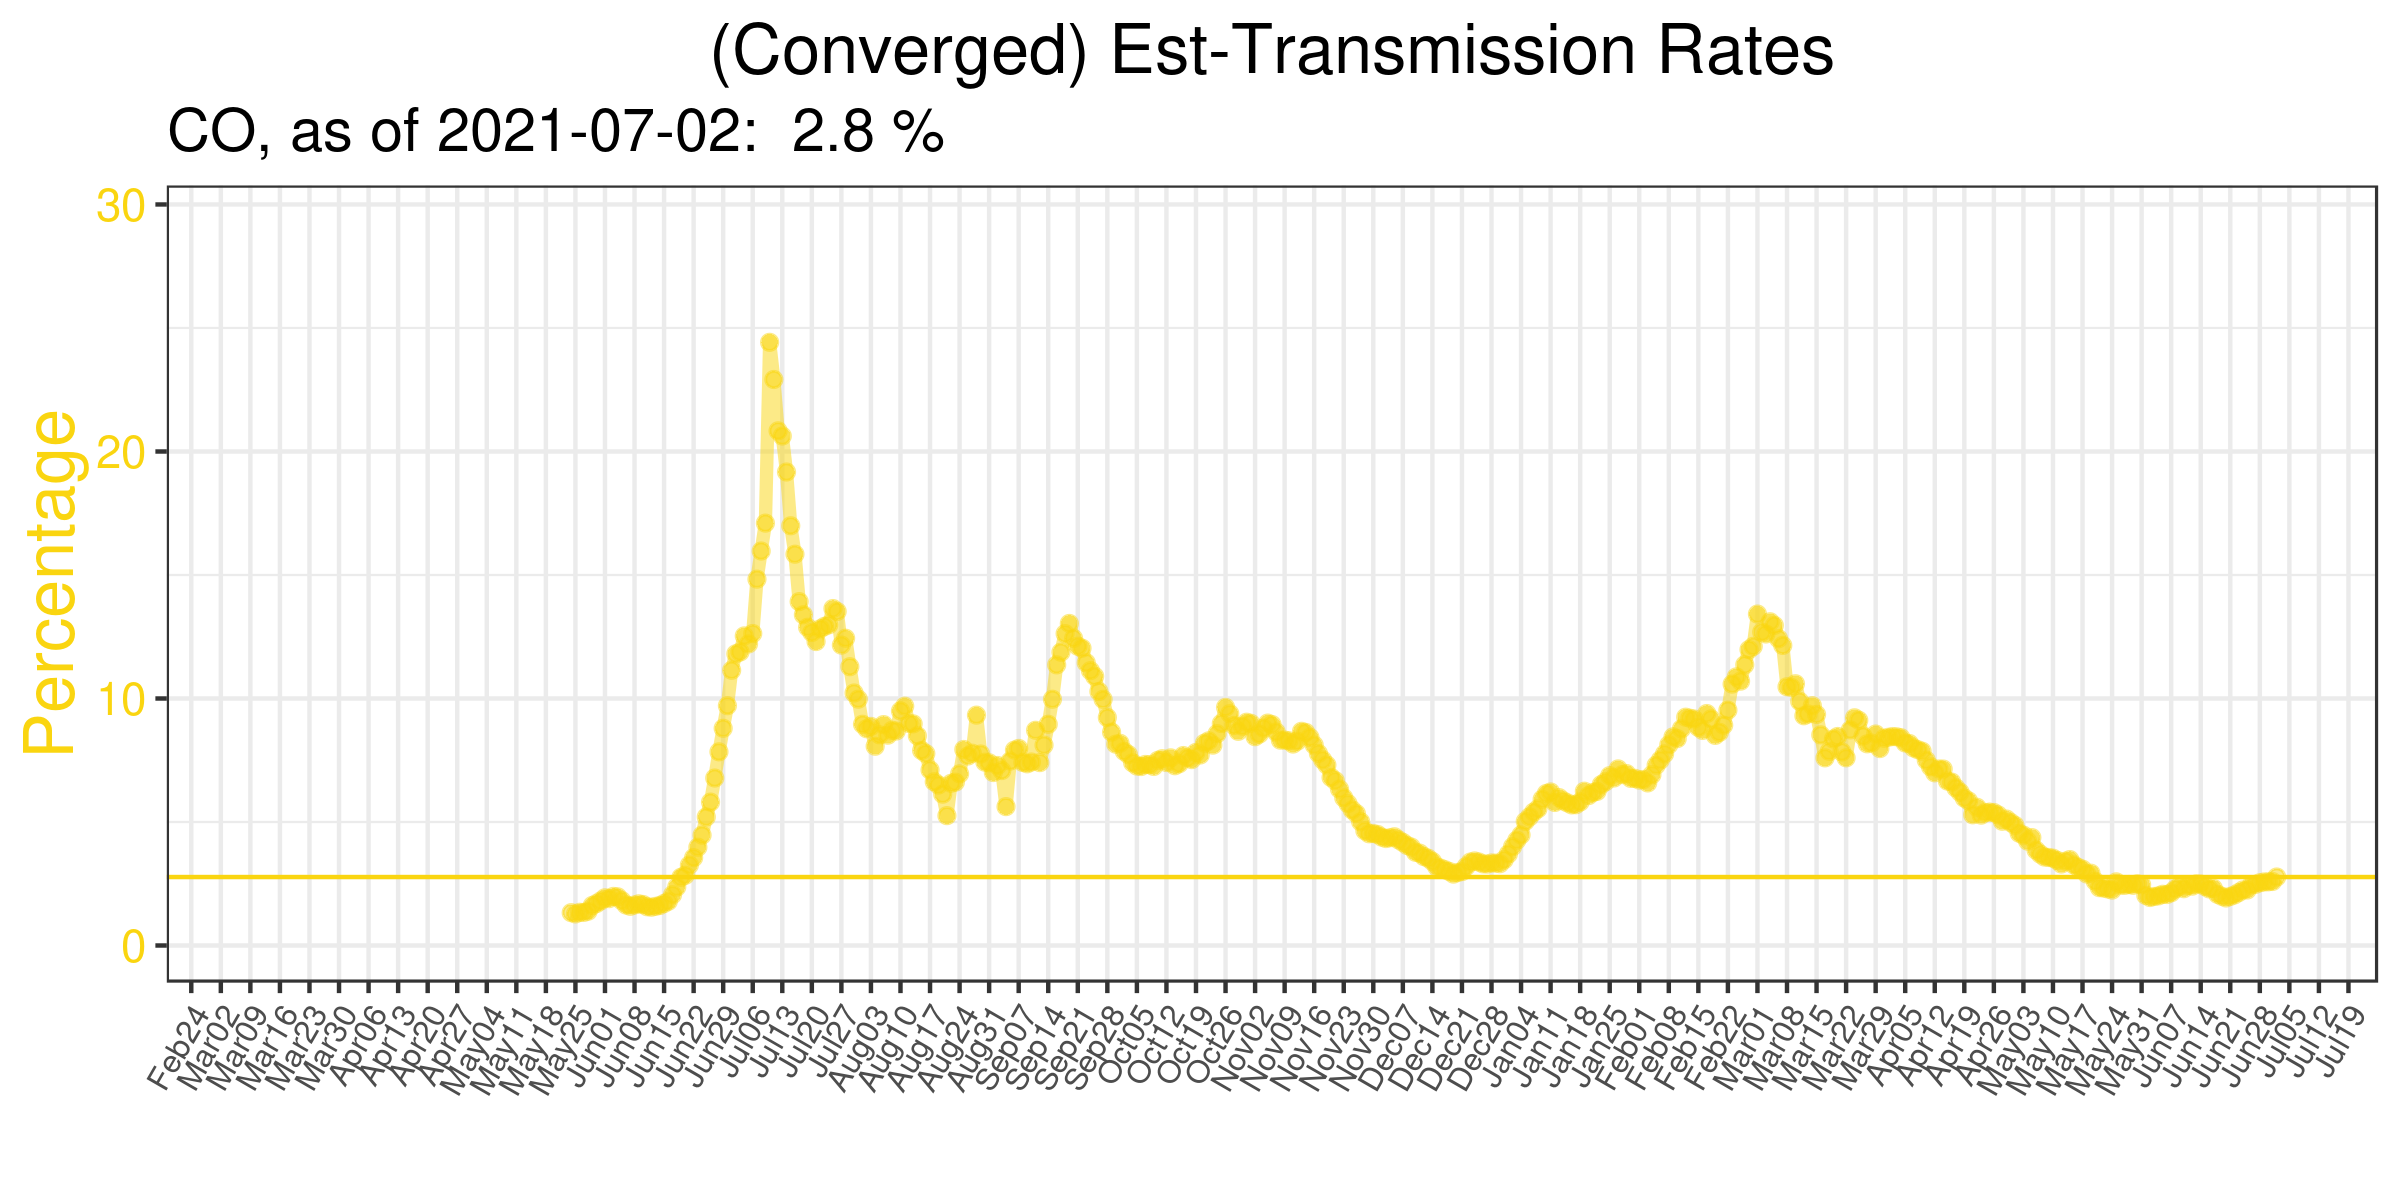 (Converged) Est-Transmission Rates
CO, as of 2021-07-02:  2.8 %
Percentage
30
20
10
0
Feb24
Mar02
Mar09
Mar16
Mar23
Mar30
Apr06
Apr13
Apr20
Apr27
May04
May11
May18
May25
Jun01
Jun08
Jun15
Jun22
Jun29
Jul06
Jul13
Jul20
Jul27
Aug03
Aug10
Aug17
Aug24
Aug31
Sep07
Sep14
Sep21
Sep28
Oct05
Oct12
Oct19
Oct26
Nov02
Nov09
Nov16
Nov23
Nov30
Dec07
Dec14
Dec21
Dec28
Jan04
Jan11
Jan18
Jan25
Feb01
Feb08
Feb15
Feb22
Mar01
Mar08
Mar15
Mar22
Mar29
Apr05
Apr12
Apr19
Apr26
May03
May10
May17
May24
May31
Jun07
Jun14
Jun21
Jun28
Jul05
Jul12
Jul19